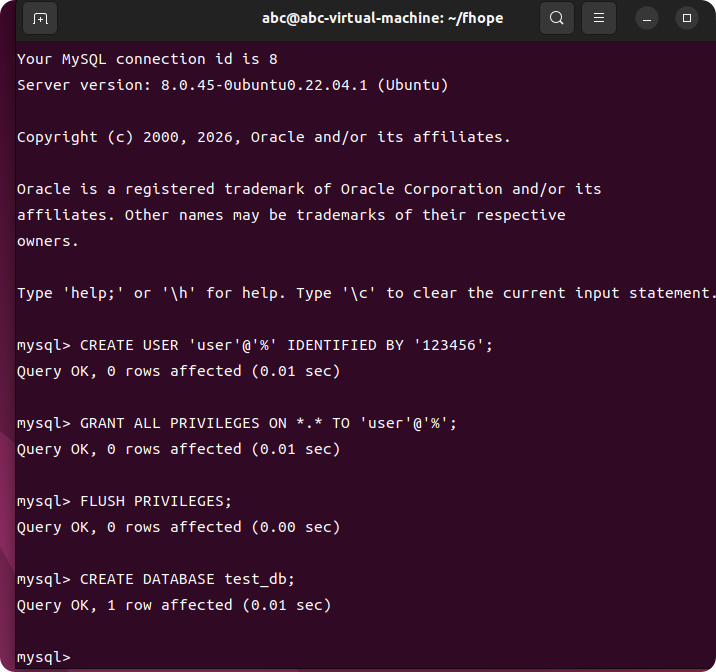 abc@abc-virtual-machine: ~/fhope
Your MySQL connection id is 8
Server version: 8.0.45-0ubuntu0.22.04.1 (Ubuntu)
Copyright (c) 2000, 2026, Oracle and/or its affiliates.
Oracle is a registered trademark of Oracle Corporation and/or its
affiliates. Other names may be trademarks of their respective
owners.
Type 'help;' or '\h' for help. Type '\c' to clear the current input statement.
mysql> CREATE USER 'user'@'%' IDENTIFIED BY '123456';
Query OK, 0 rows affected (0.01 sec)
mysql> GRANT ALL PRIVILEGES ON *.* TO 'user'@'%';
Query OK, 0 rows affected (0.01 sec)
mysql> FLUSH PRIVILEGES;
Query OK, 0 rows affected (0.00 sec)
mysql> CREATE DATABASE test_db;
Query OK, 1 row affected (0.01 sec)
mysql>